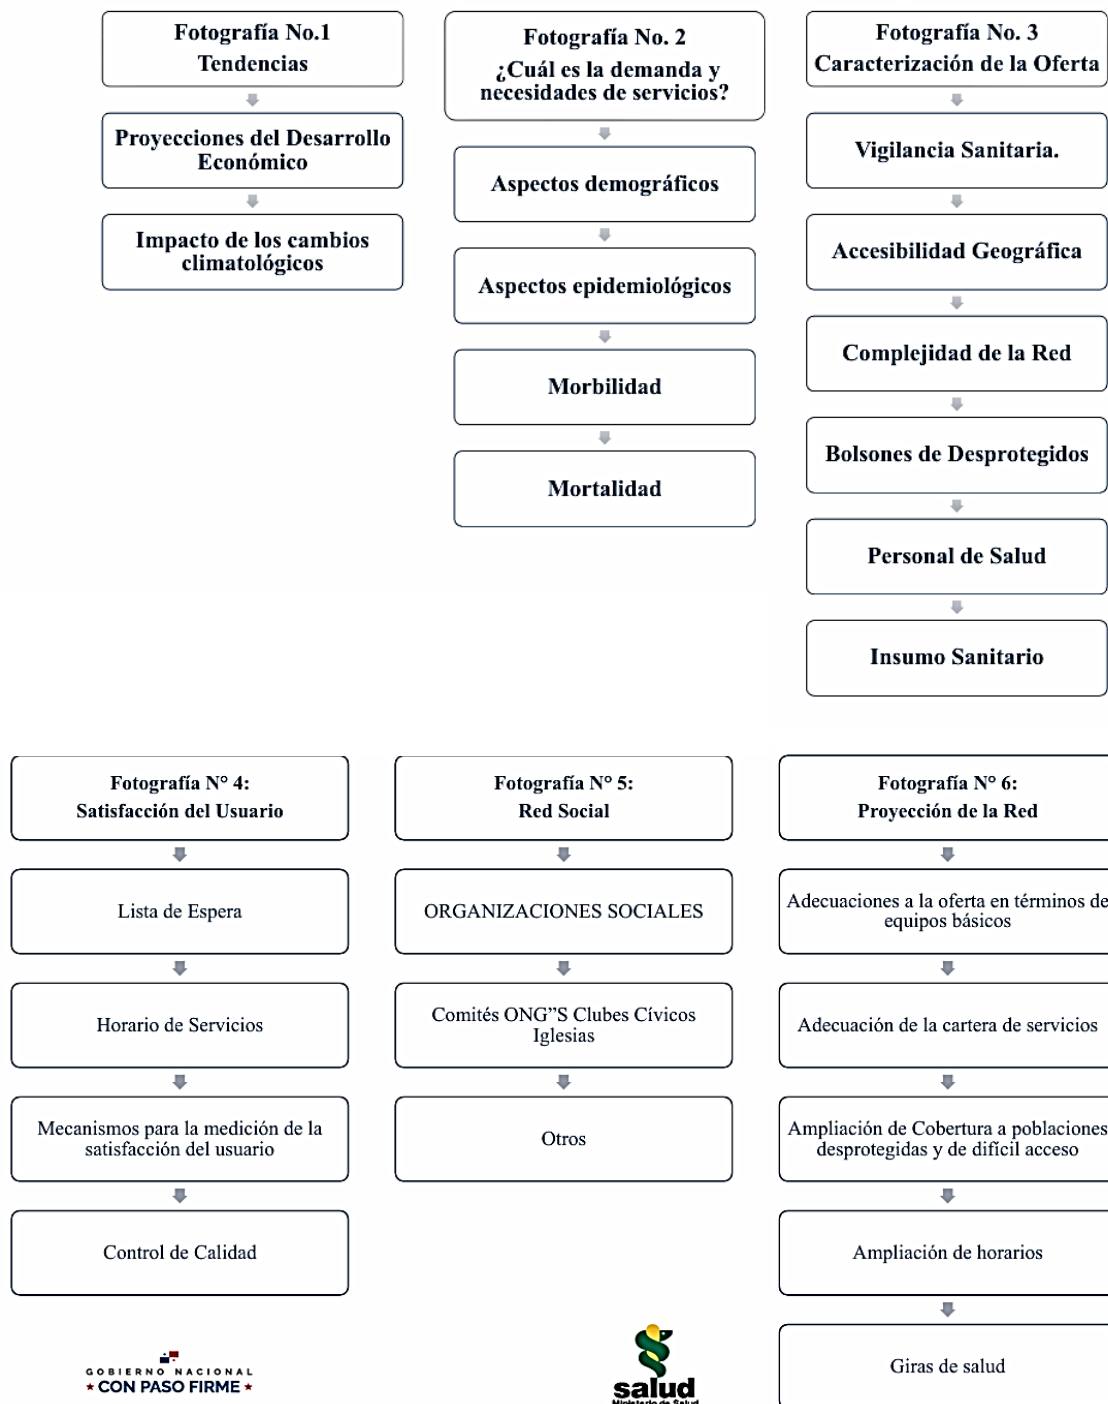 Fotografía No.1
Tendencias
Proyecciones del Desarrollo
Económico
Impacto de los cambios
climatológicos
Fotografía No. 2
¿Cuál es la demanda y
necesidades de servicios?
Aspectos demográficos
Aspectos epidemiológicos
Morbilidad
Mortalidad
Fotografía No. 3
Caracterización de la Oferta
Vigilancia Sanitaria.
Accesibilidad Geográfica
Complejidad de la Red
Bolsones de Desprotegidos
Personal de Salud
Insumo Sanitario
Fotografía N° 4:
Satisfacción del Usuario
Lista de Espera
Horario de Servicios
Mecanismos para la medición de la
satisfacción del usuario
Control de Calidad
Fotografía N° 5:
Red Social
ORGANIZACIONES SOCIALES
Comités ONG"S Clubes Cívicos
Iglesias
Otros
Fotografía N° 6:
Proyección de la Red
Adecuaciones a la oferta en términos de
equipos básicos
Adecuación de la cartera de servicios
Ampliación de Cobertura a poblaciones
desprotegidas y de difícil acceso
Ampliación de horarios
Giras de salud
GOBIERNO NACIONAL
★ CON PASO FIRME ★
salud
Ministerio de Salud